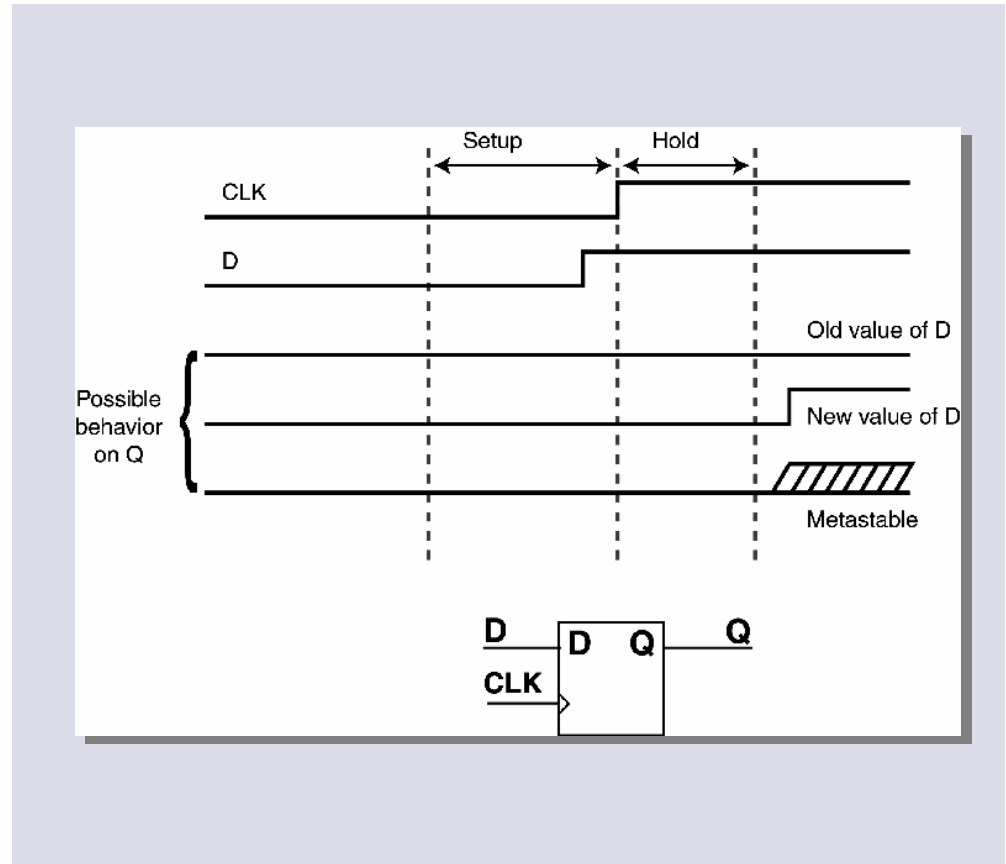 Setup
Hold
CLK
D
Old value of D
Possible
behavior
on Q
New value of D
Metastable
D
D
Q
Q
CLK